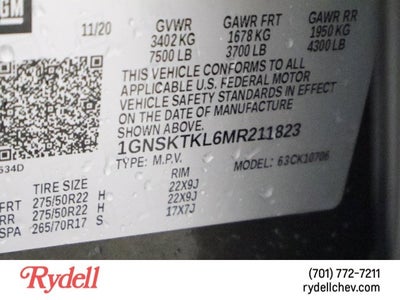 GM
11/20
GVWR GAWR FRT GAWR RR
3402 KG 1678 KG 1950 KG
7500 LB 3700 LB 4300 LB
THIS VEHICLE CONFORMS TO ALL
APPLICABLE U.S. FEDERAL MOTOR
VEHICLE SAFETY STANDARDS IN EFFECT
ON THE DATE OF MANUFACTURE
SHOWN ABOVE.
1GNSKTKL6MR211823
TYPE: M.P.V. MODEL: 63CK10706
534D
TIRE SIZE RIM
FRT 275/50R22 H 22X9J
RR 275/50R22 H 22X9J
SPA 265/70R17 S 17X7J
Rydell
(701) 772-7211
rydellchev.com